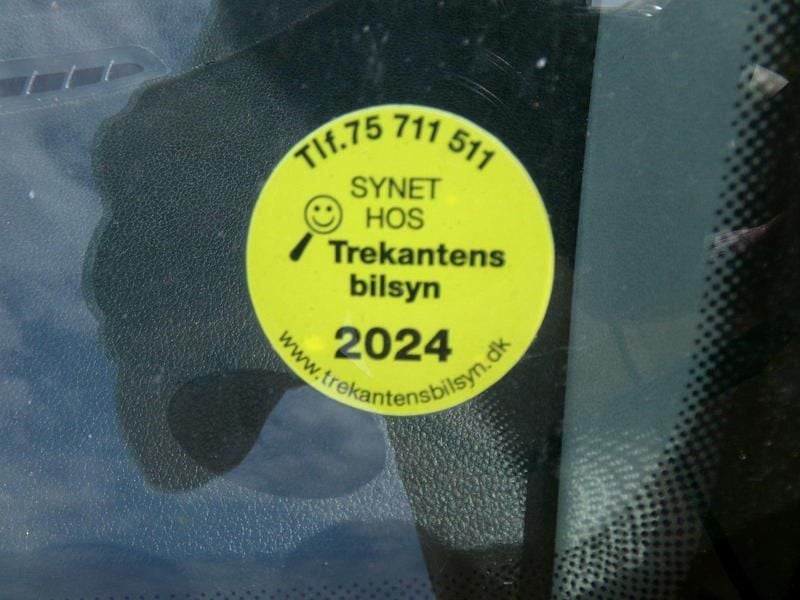 Tlf.75 711 511
SYNET
HOS
Trekantens
bilsyn
2024
www.trekantensbilsyn.dk